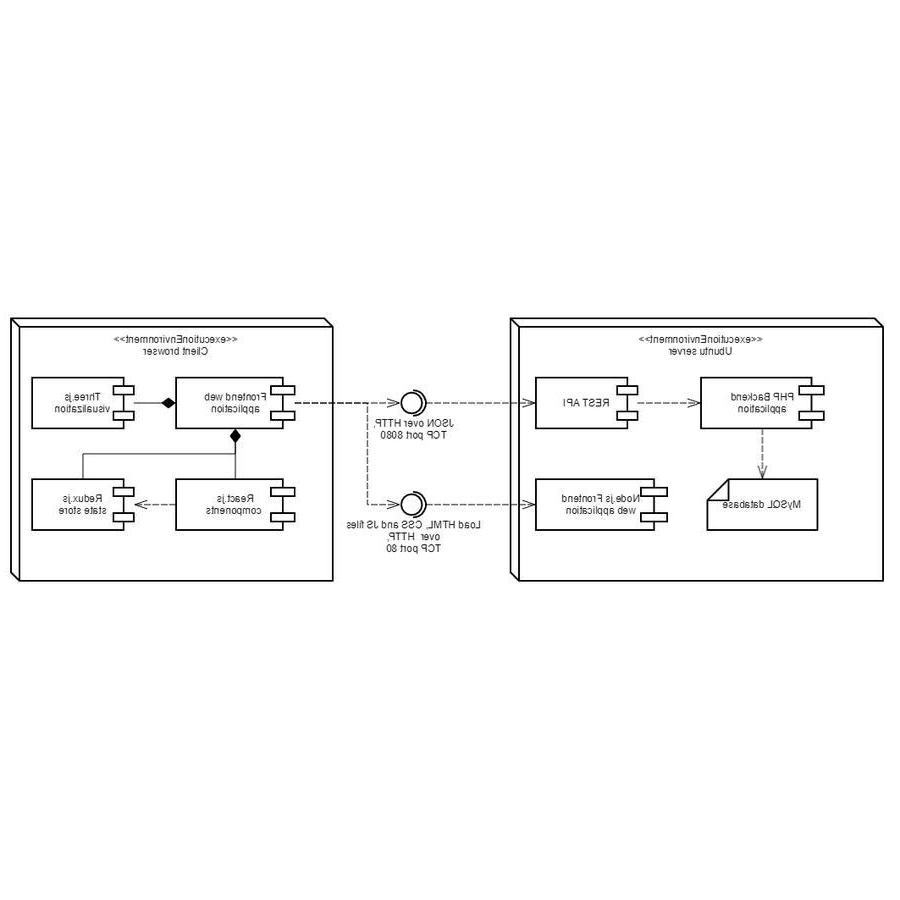 <<executionEnvironment>>
Client browser
Three.js
visualization
Frontend web
application
Redux.js
state store
React.js
components
JSON over HTTP,
TCP port 8080
Load HTML, CSS and JS files
over HTTP,
TCP port 80
<<executionEnvironment>>
Ubuntu server
REST API
PHP Backend
application
Node.js Frontend
web application
MySQL database